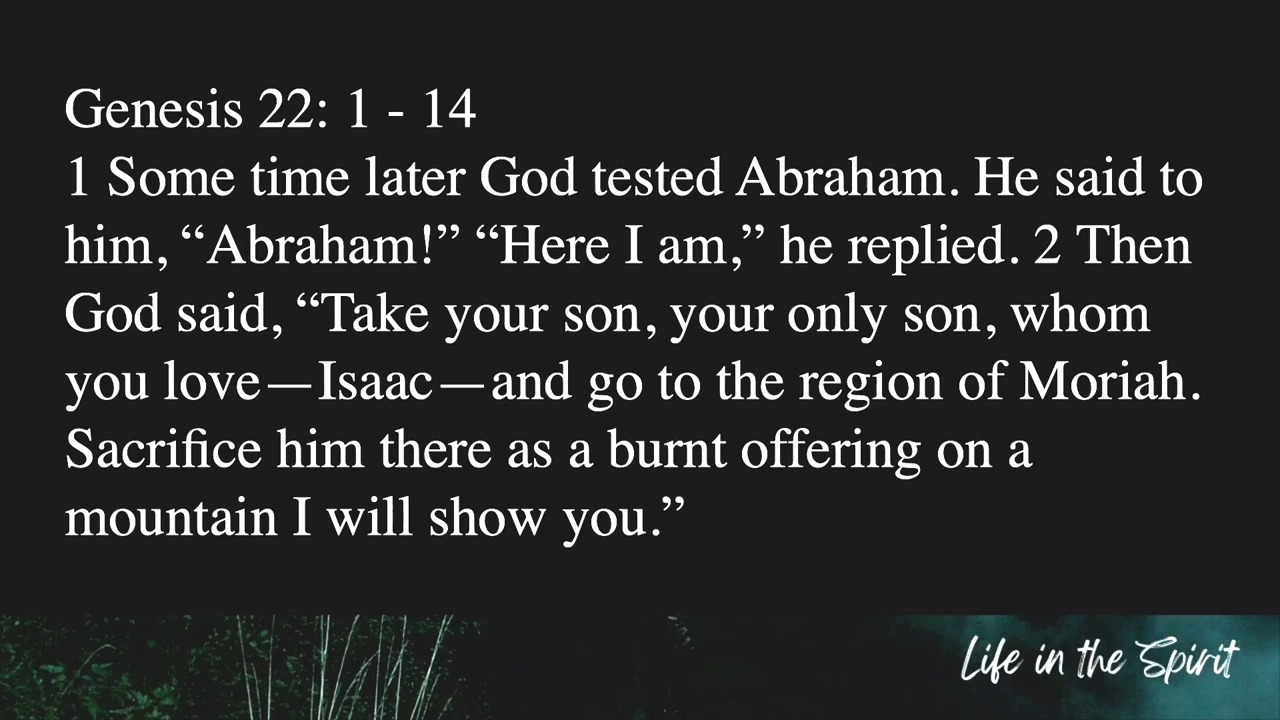 Genesis 22: 1 - 14
1 Some time later God tested Abraham. He said to
him, “Abraham!” “Here I am,” he replied. 2 Then
God said, “Take your son, your only son, whom
you love—Isaac—and go to the region of Moriah.
Sacrifice him there as a burnt offering on a
mountain I will show you.”
Life in the Spirit